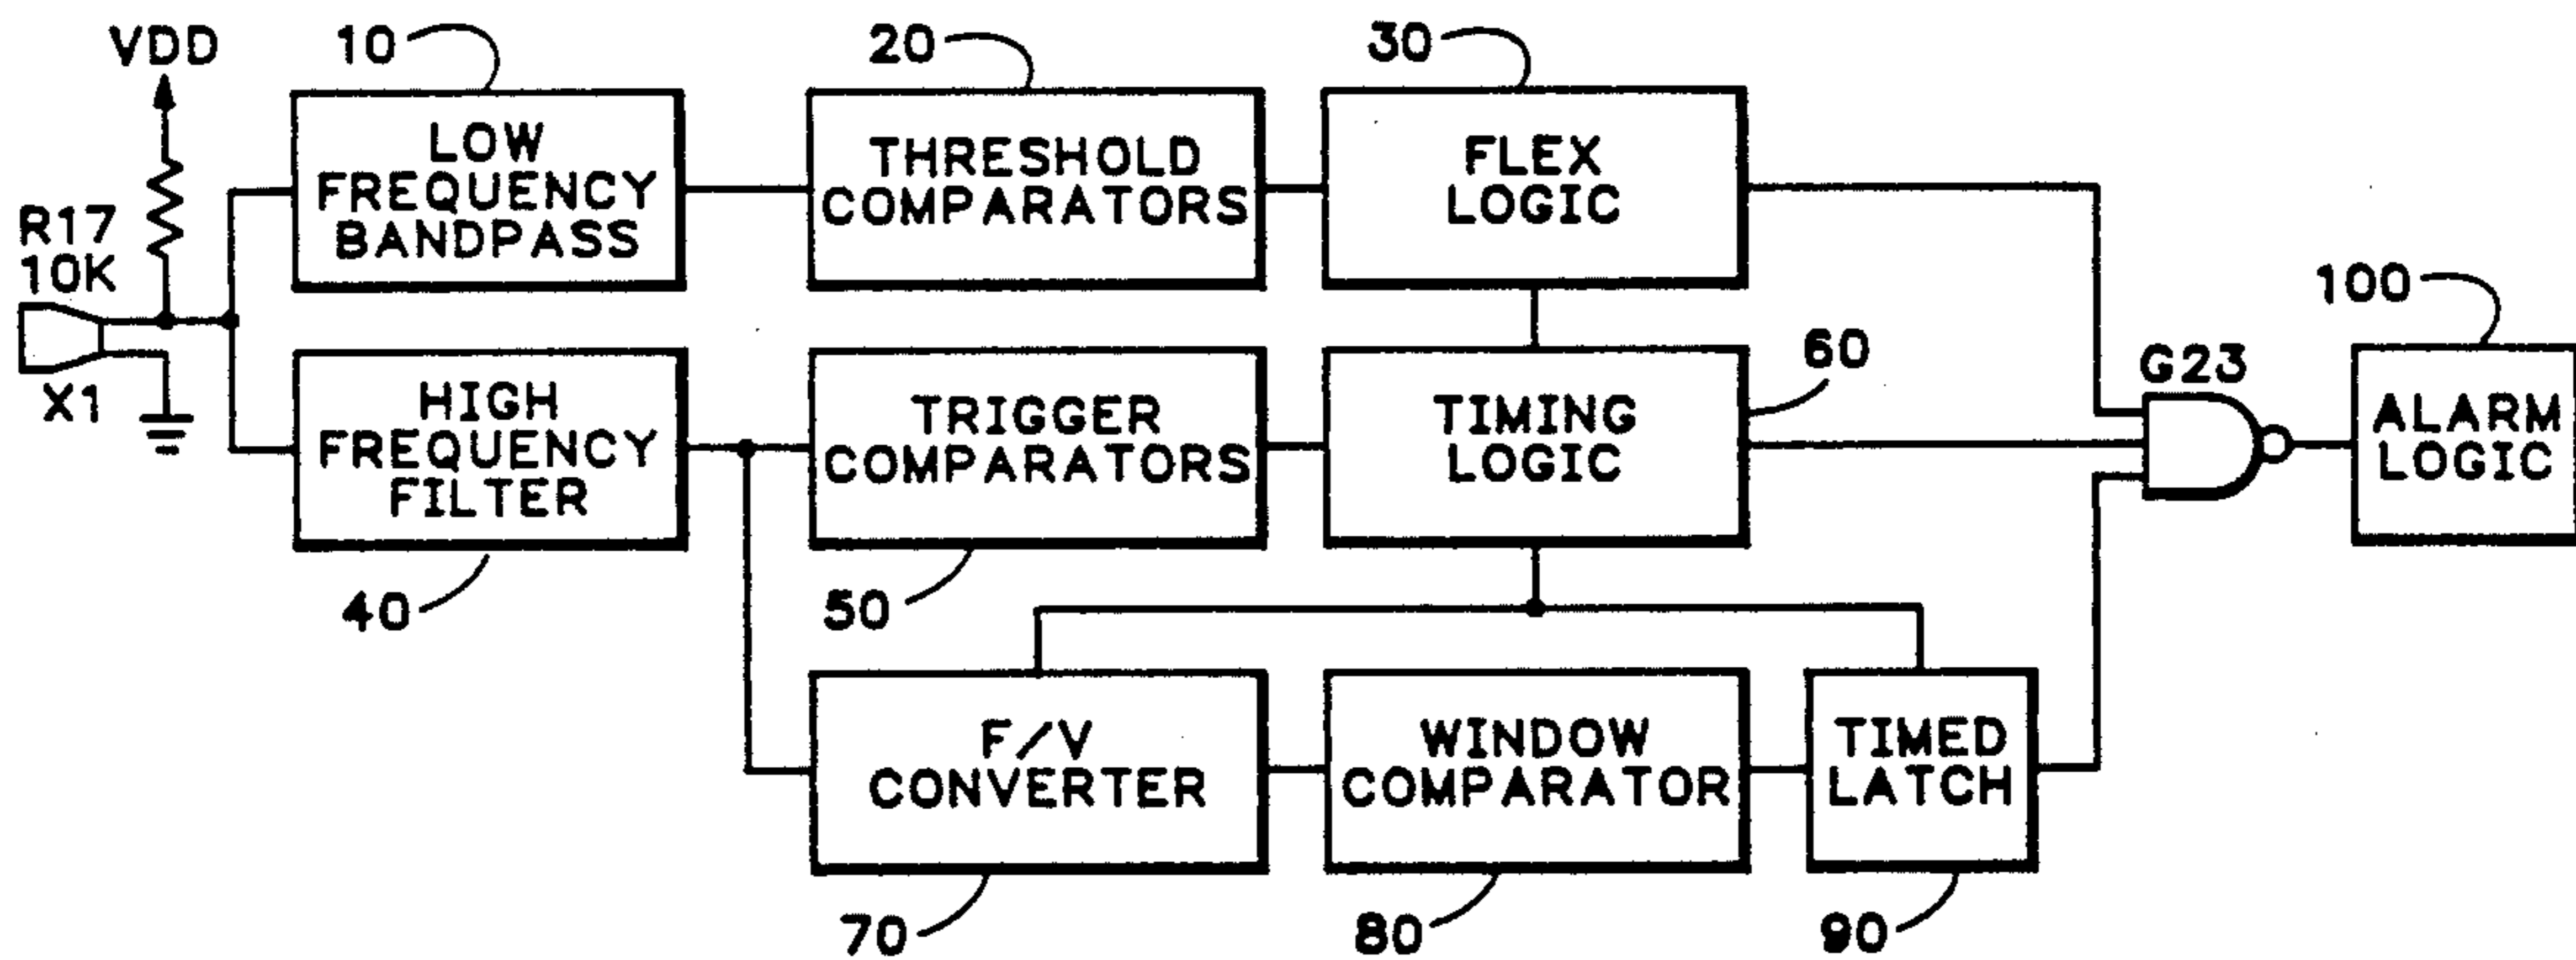 VDD
10
20
30
LOW
FREQUENCY
BANDPASS
THRESHOLD
COMPARATORS
FLEX
LOGIC
R17
10K
X1
100
60
G23
HIGH
FREQUENCY
FILTER
TRIGGER
COMPARATORS
TIMING
LOGIC
ALARM
LOGIC
40
50
F/V
CONVERTER
WINDOW
COMPARATOR
TIMED
LATCH
70
80
90